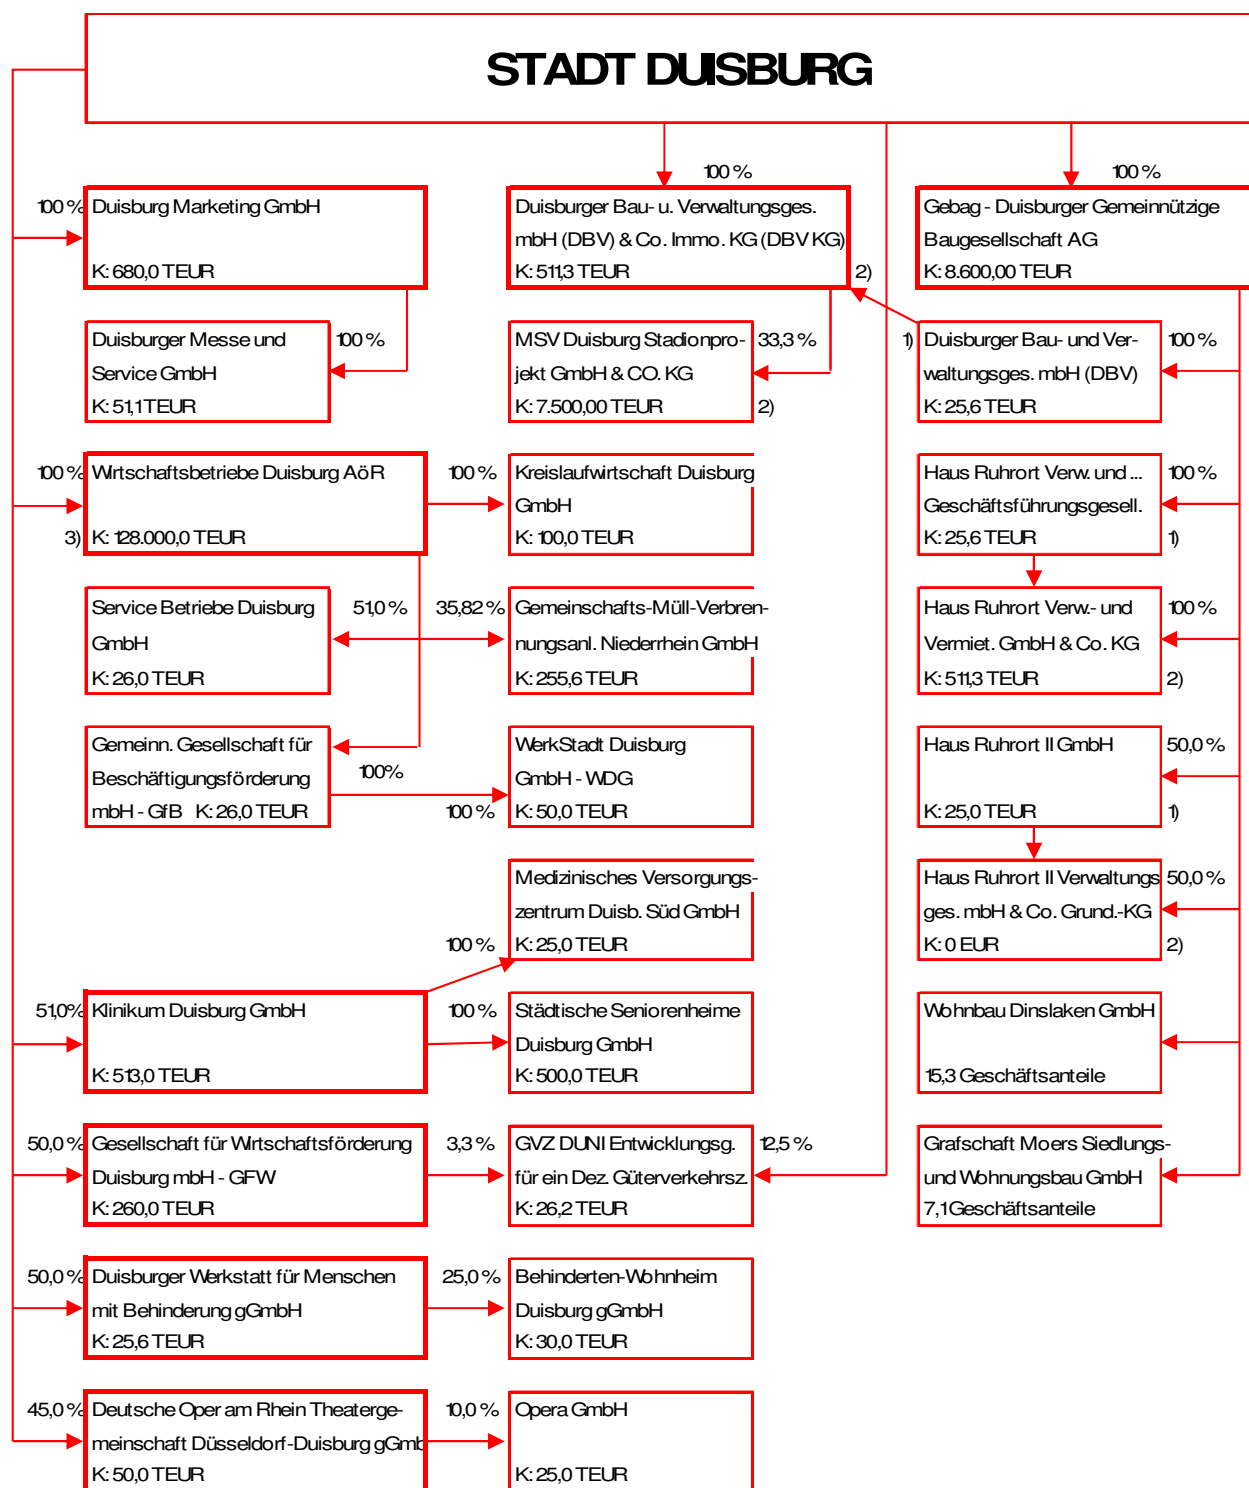 STADT DUISBURG
100 %
100 %
100 %
Duisburg Marketing GmbH
K: 680,0 TEUR
Duisburger Bau- u. Verwaltungsges.
mbH (DBV) & Co. Immo. KG (DBV KG)
K: 511,3 TEUR
2)
Gebag - Duisburger Gemeinnützige
Baugesellschaft AG
K: 8.600,00 TEUR
Duisburger Messe und
Service GmbH
K: 51,1 TEUR
100 %
MSV Duisburg Stadionpro-
jekt GmbH & CO. KG
K: 7.500,00 TEUR
33,3 %
2)
1)
Duisburger Bau- und Ver-
waltungsges. mbH (DBV)
K: 25,6 TEUR
100 %
100 %
3)
Wirtschaftsbetriebe Duisburg AöR
K: 128.000,0 TEUR
100 %
Kreislaufwirtschaft Duisburg
GmbH
K: 100,0 TEUR
Haus Ruhrort Verw. und ...
Geschäftsführungsgesell.
K: 25,6 TEUR
100 %
1)
Service Betriebe Duisburg
GmbH
K: 26,0 TEUR
51,0 %
35,82 %
Gemeinschafts-Müll-Verbren-
nungsanl. Niederrhein GmbH
K: 255,6 TEUR
Haus Ruhrort Verw.- und
Vermiet. GmbH & Co. KG
K: 511,3 TEUR
100 %
2)
Gemeinn. Gesellschaft für
Beschäftigungsförderung
mbH - GfB K: 26,0 TEUR
100%
100 %
WerkStadt Duisburg
GmbH - WDG
K: 50,0 TEUR
Haus Ruhrort II GmbH
K: 25,0 TEUR
50,0 %
1)
Medizinisches Versorgungs-
zentrum Duisb. Süd GmbH
K: 25,0 TEUR
100 %
Haus Ruhrort II Verwaltungs
ges. mbH & Co. Grund.-KG
K: 0 EUR
50,0 %
2)
51,0%
Klinikum Duisburg GmbH
K: 513,0 TEUR
100 %
Städtische Seniorenheime
Duisburg GmbH
K: 500,0 TEUR
Wohnbau Dinslaken GmbH
15,3 Geschäftsanteile
50,0 %
Gesellschaft für Wirtschaftsförderung
Duisburg mbH - GFW
K: 260,0 TEUR
3,3 %
GVZ DUNI Entwicklungsg.
für ein Dez. Güterverkehrsz.
K: 26,2 TEUR
12,5 %
Grafschaft Moers Siedlungs-
und Wohnungsbau GmbH
7,1 Geschäftsanteile
50,0 %
Duisburger Werkstatt für Menschen
mit Behinderung gGmbH
K: 25,6 TEUR
25,0 %
Behinderten-Wohnheim
Duisburg gGmbH
K: 30,0 TEUR
45,0 %
Deutsche Oper am Rhein Theaterge-
meinschaft Düsseldorf-Duisburg gGmb
K: 50,0 TEUR
10,0 %
Opera GmbH
K: 25,0 TEUR